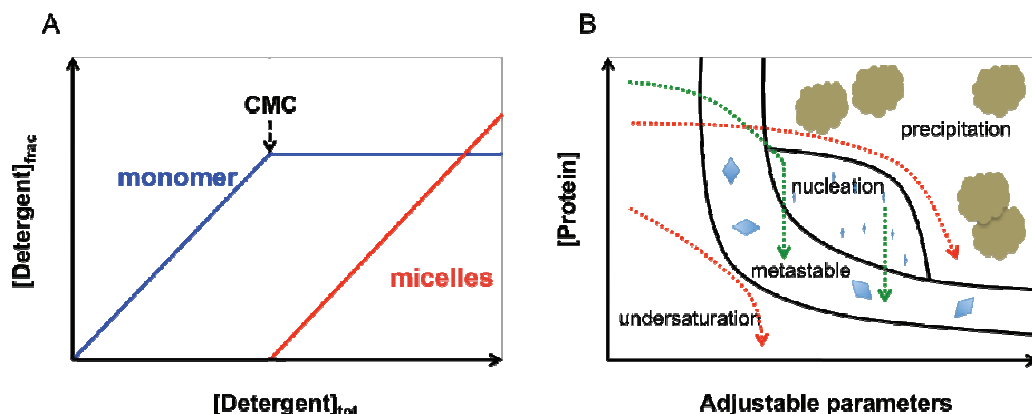 A
CMC
monomer
micelles
[Detergent]frac
[Detergent]tot
B
precipitation
nucleation
metastable
undersaturation
[Protein]
Adjustable parameters